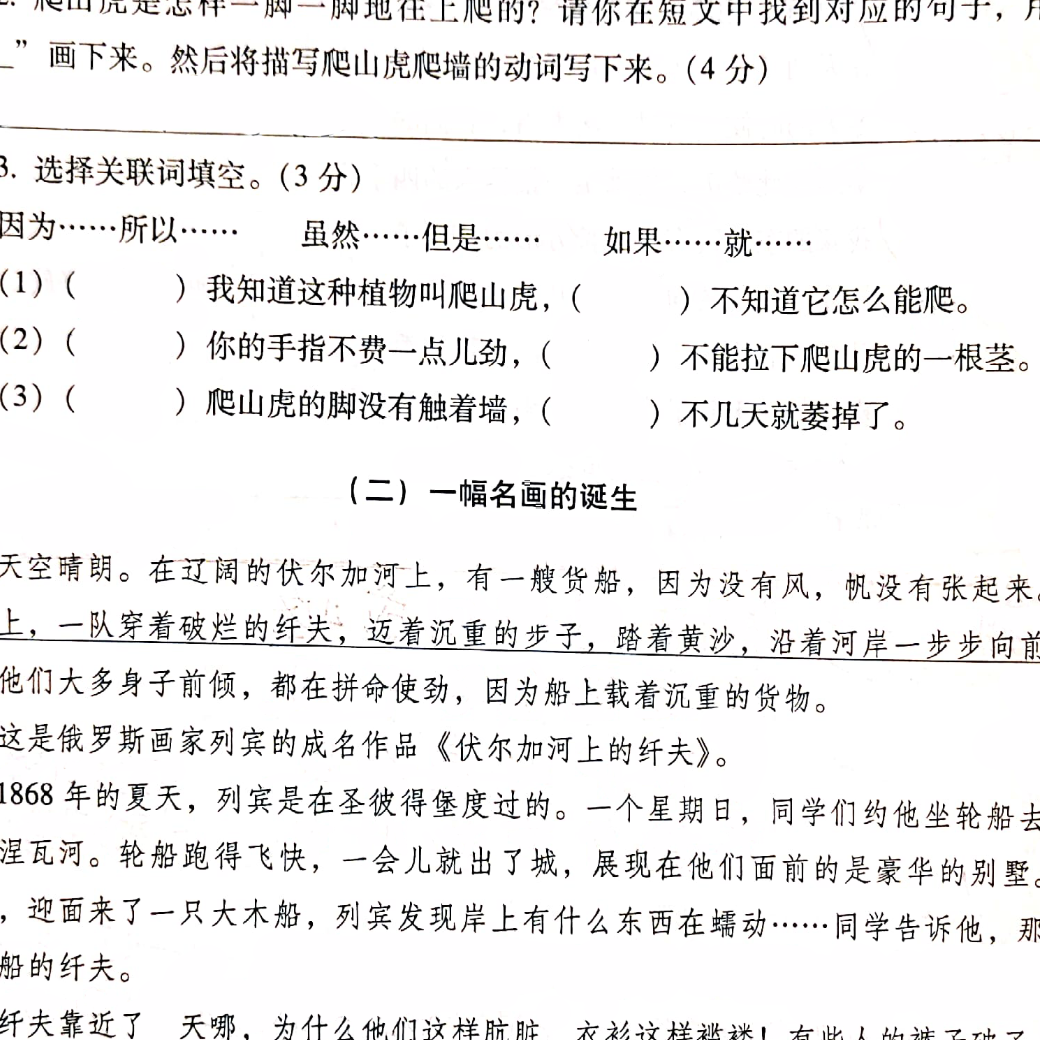 2. 爬山虎是怎样一脚一脚地往上爬的？请你在短文中找到对应的句子，用
_”画下来。然后将描写爬山虎爬墙的动词写下来。(4 分)
3. 选择关联词填空。(3 分)
因为……所以…… 虽然……但是…… 如果……就……
(1) ( ) 我知道这种植物叫爬山虎，( ) 不知道它怎么能爬。
(2) ( ) 你的手指不费一点儿劲，( ) 不能拉下爬山虎的一根茎。
(3) ( ) 爬山虎的脚没有触着墙，( ) 不几天就萎掉了。
(二) 一幅名画的诞生
天空晴朗。在辽阔的伏尔加河上，有一艘货船，因为没有风，帆没有张起来。
上，一队穿着破烂的纤夫，迈着沉重的步子，踏着黄沙，沿着河岸一步步向前
他们大多身子前倾，都在拼命使劲，因为船上载着沉重的货物。
这是俄罗斯画家列宾的成名作品《伏尔加河上的纤夫》。
1868 年的夏天，列宾是在圣彼得堡度过的。一个星期日，同学们约他坐轮船去
涅瓦河。轮船跑得飞快，一会儿就出了城，展现在他们面前的是豪华的别墅。
，迎面来了一只大木船，列宾发现岸上有什么东西在蠕动……同学告诉他，那
船的纤夫。
纤夫靠近了 天哪，为什么他们这样肮脏 衣衫这样褴褛！有些人的裤子破了